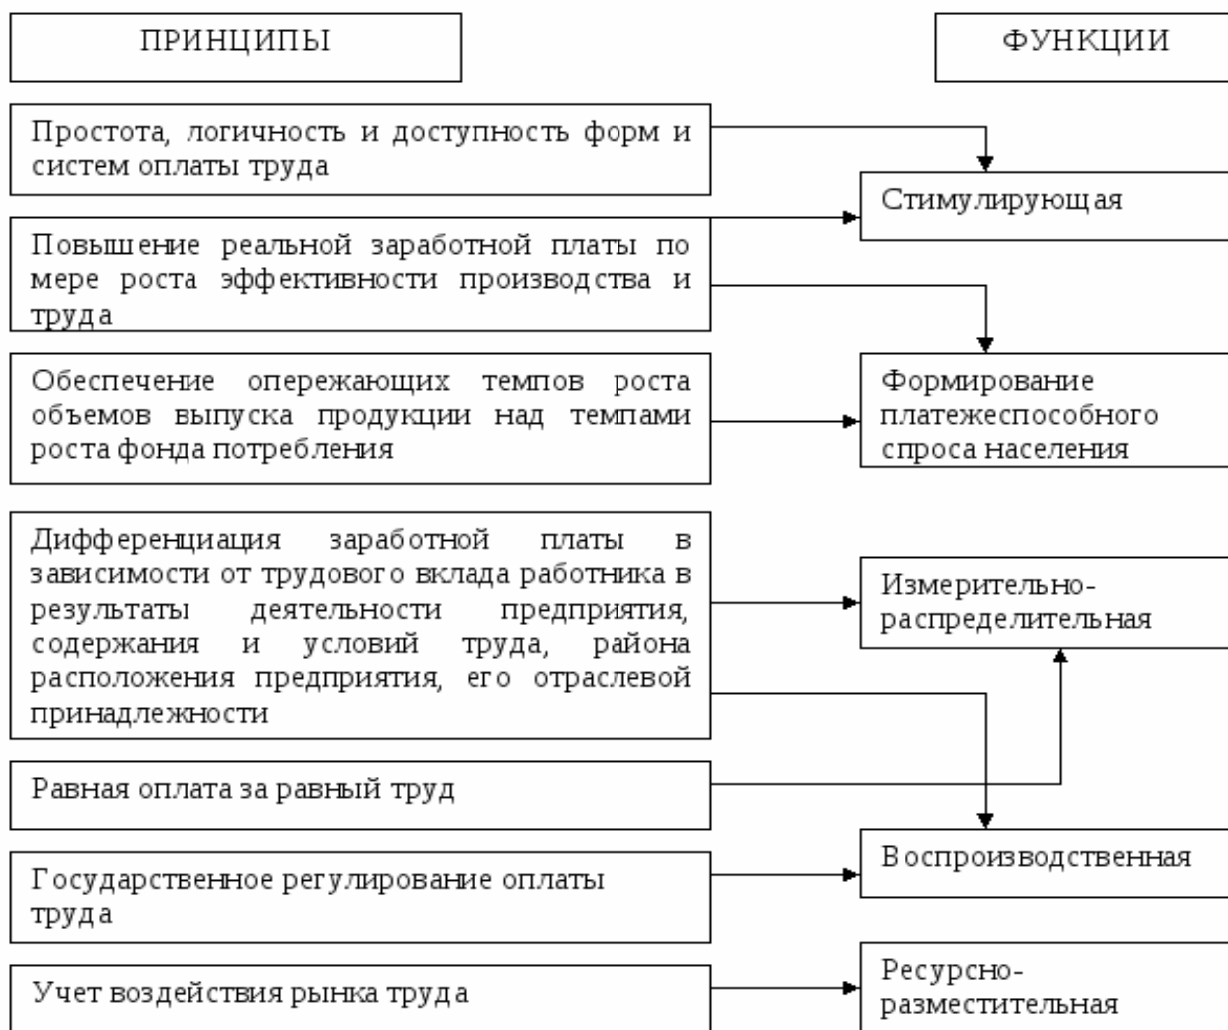 ПРИНЦИПЫ
ФУНКЦИИ
Простота, логичность и доступность форм и
систем оплаты труда
Стимулирующая
Повышение реальной заработной платы по
мере роста эффективности производства и
труда
Обеспечение опережающих темпов роста
объемов выпуска продукции над темпами
роста фонда потребления
Формирование
платежеспособного
спроса населения
Дифференциация заработной платы в
зависимости от трудового вклада работника в
результаты деятельности предприятия,
содержания и условий труда, района
расположения предприятия, его отраслевой
принадлежности
Измерительно-
распределительная
Равная оплата за равный труд
Воспроизводственная
Государственное регулирование оплаты
труда
Учет воздействия рынка труда
Ресурсно-
разместительная